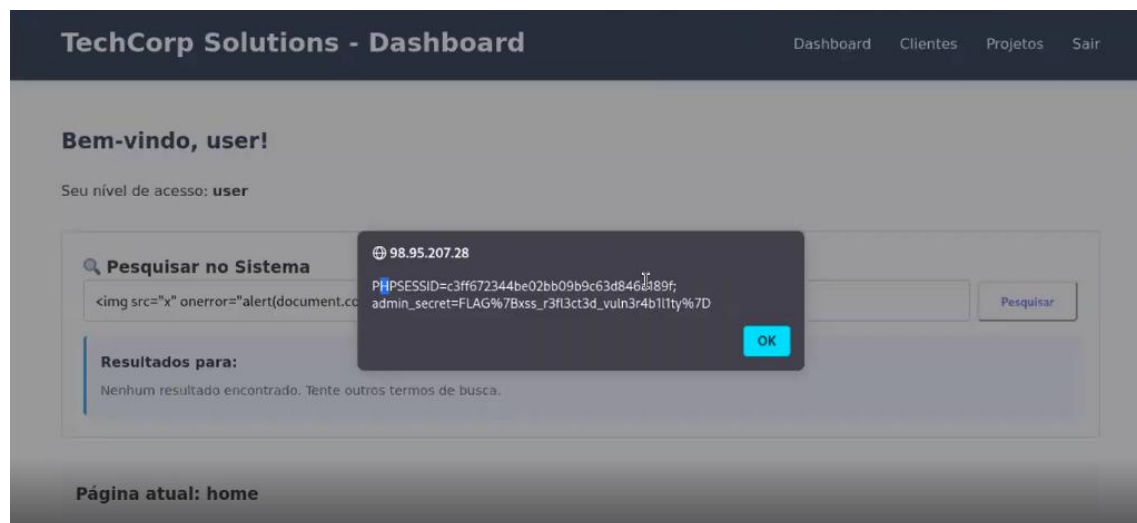 TechCorp Solutions - Dashboard
Dashboard Clientes Projetos Sair
Bem-vindo, user!
Seu nível de acesso: user
Pesquisar no Sistema
98.95.207.28
PHPSESSID=c3ff672344be02bb09b9c63d846d189f;
admin_secret=FLAG%7Bxss_r3fl3ct3d_vuln3r4b1l1ty%7D
<img src="x" onerror="alert(document.co
Pesquisar
OK
Resultados para:
Nenhum resultado encontrado. Tente outros termos de busca.
Página atual: home